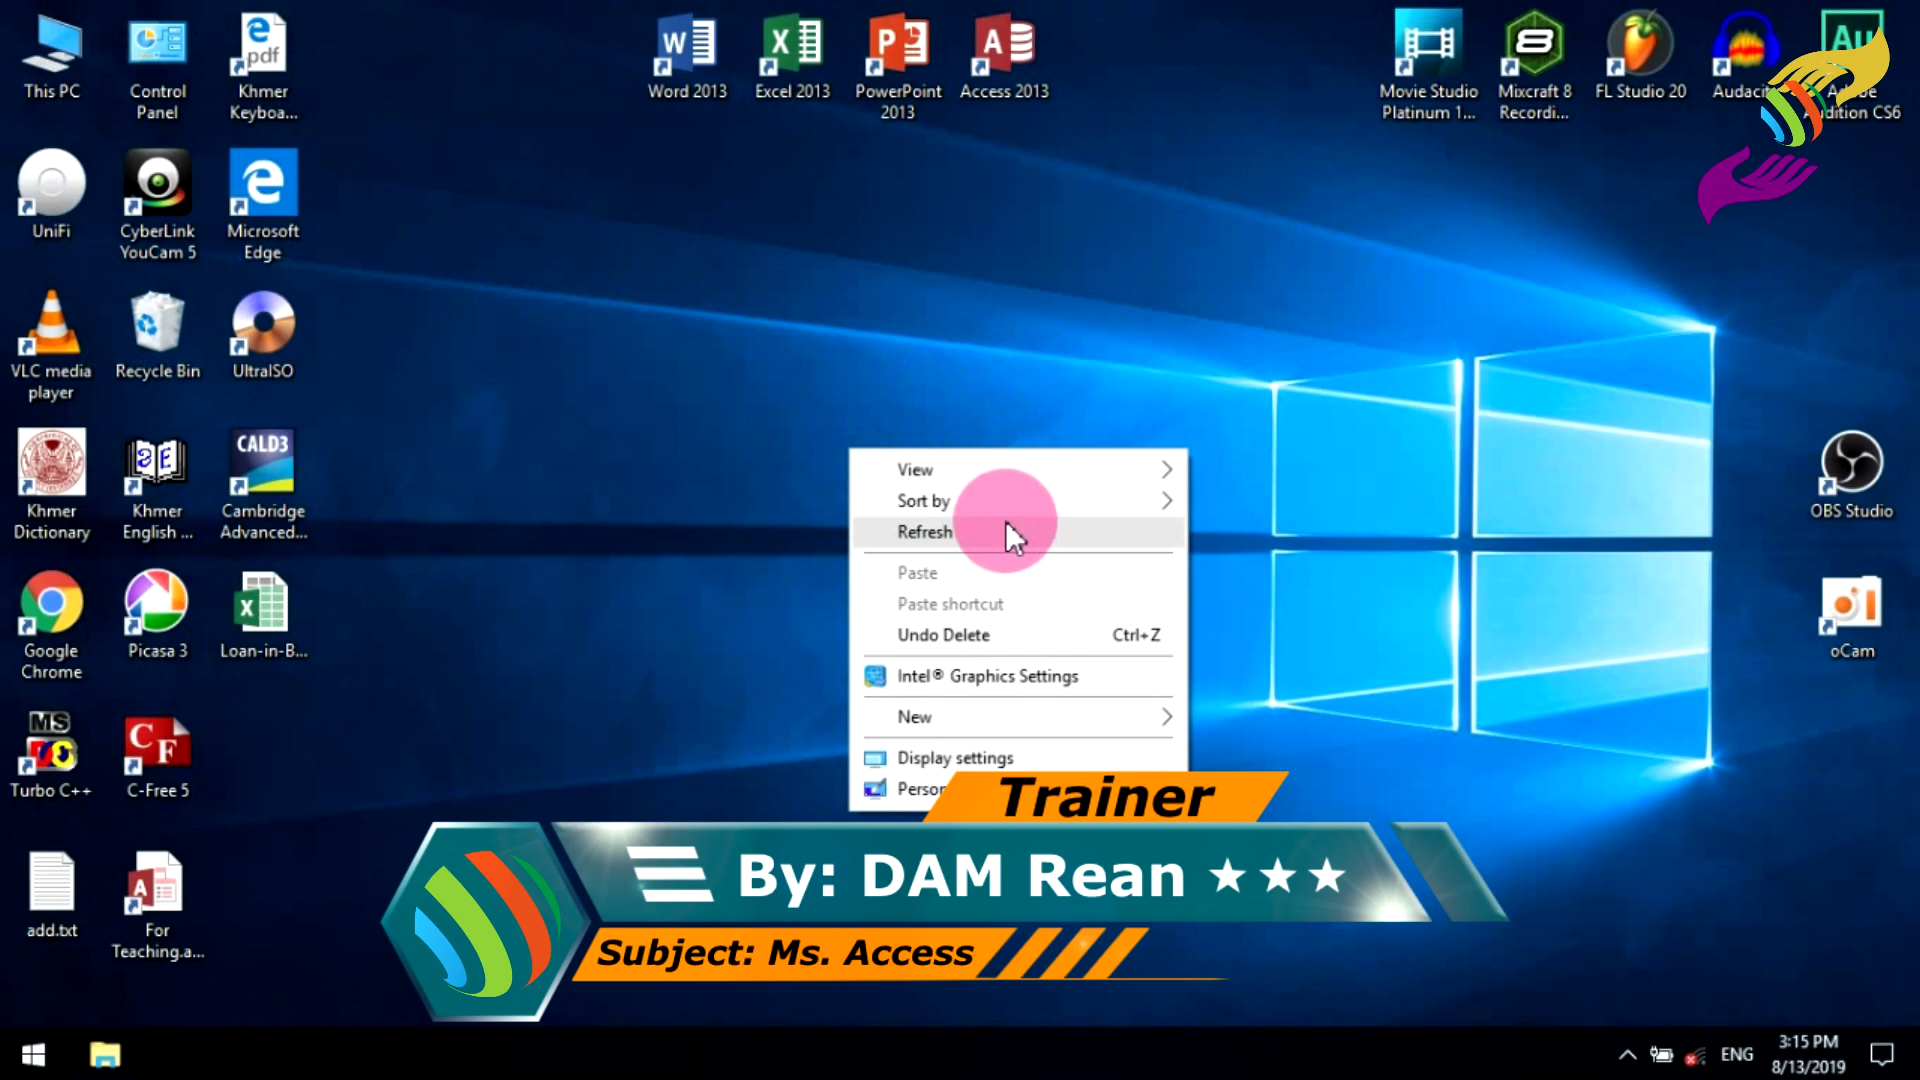 This PC
Control
Panel
pdf
Khmer
Keyboa...
W
Word 2013
X
Excel 2013
P
PowerPoint
2013
A
Access 2013
Movie Studio
Platinum 1...
8
Mixcraft 8
Recordi...
FL Studio 20
Au
UniFi
CyberLink
YouCam 5
Microsoft
Edge
VLC media
player
Recycle Bin
UltraISO
Khmer
Dictionary
Khmer
English ...
CALD3
Cambridge
Advanced...
Google
Chrome
Picasa 3
X
Loan-in-B...
MS
Turbo C++
C F
C-Free 5
add.txt
A
For
Teaching.a...
OBS Studio
oCam
View
Sort by
Refresh
Paste
Paste shortcut
Undo Delete Ctrl+Z
Intel® Graphics Settings
New
Display settings
Trainer
By: DAM Rean
Subject: Ms. Access
ENG
3:15 PM
8/13/2019